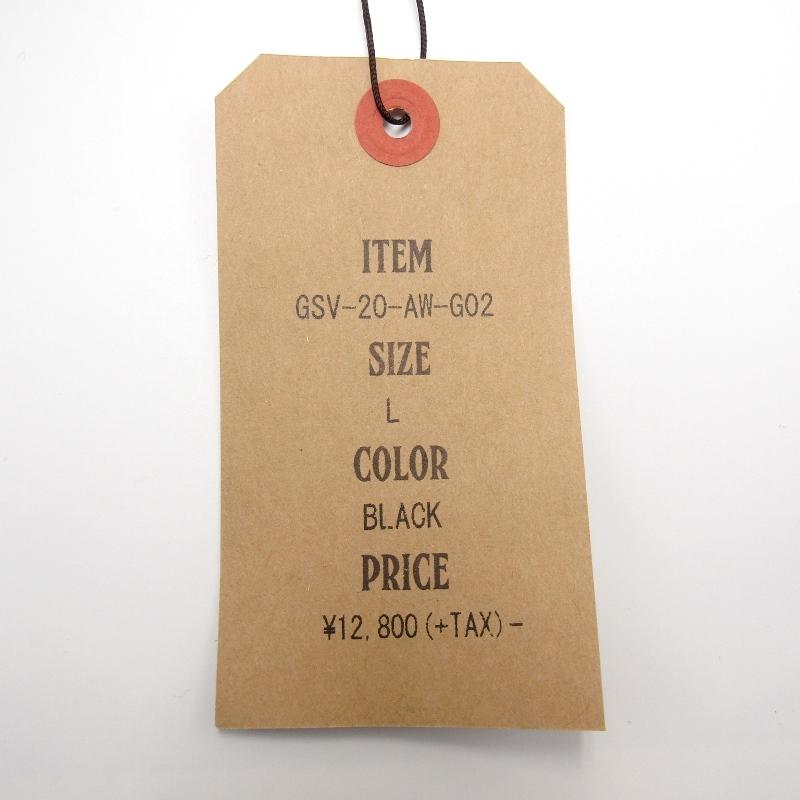 ITEM
GSV-20-AW-G02
SIZE
L
COLOR
BLACK
PRICE
¥12,800(+TAX)-